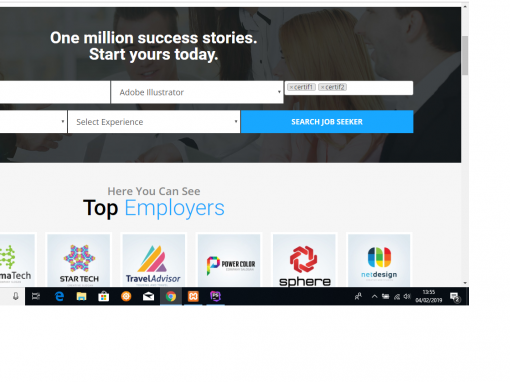 One million success stories.
Start yours today.
Adobe Illustrator
× certif1 × certif2
Select Experience
SEARCH JOB SEEKER
Here You Can See
Top Employers
maTech
STAR TECH
TravelAdvisor
POWER COLOR
sphere
netdesign
13:55
04/02/2019